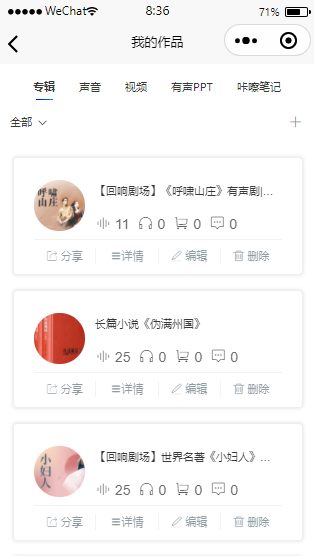 WeChat 8:36 71%
我的作品
专辑 声音 视频 有声PPT 咔嚓笔记
全部
呼啸山庄
【回响剧场】《呼啸山庄》有声剧|...
11 0 0 0
分享 详情 编辑 删除
长篇小说《伪满州国》
25 0 0 0
分享 详情 编辑 删除
小妇人
【回响剧场】世界名著《小妇人》...
25 0 0 0
分享 详情 编辑 删除